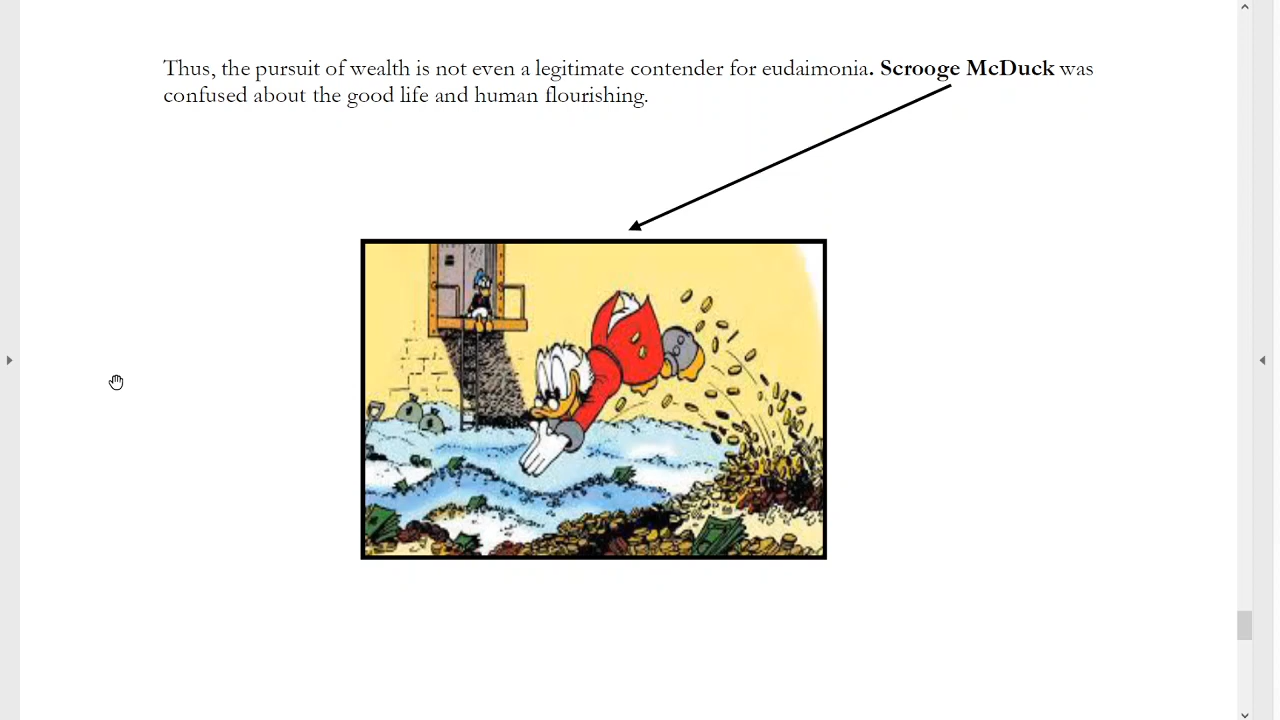 Thus, the pursuit of wealth is not even a legitimate contender for eudaimonia. Scrooge McDuck was
confused about the good life and human flourishing.